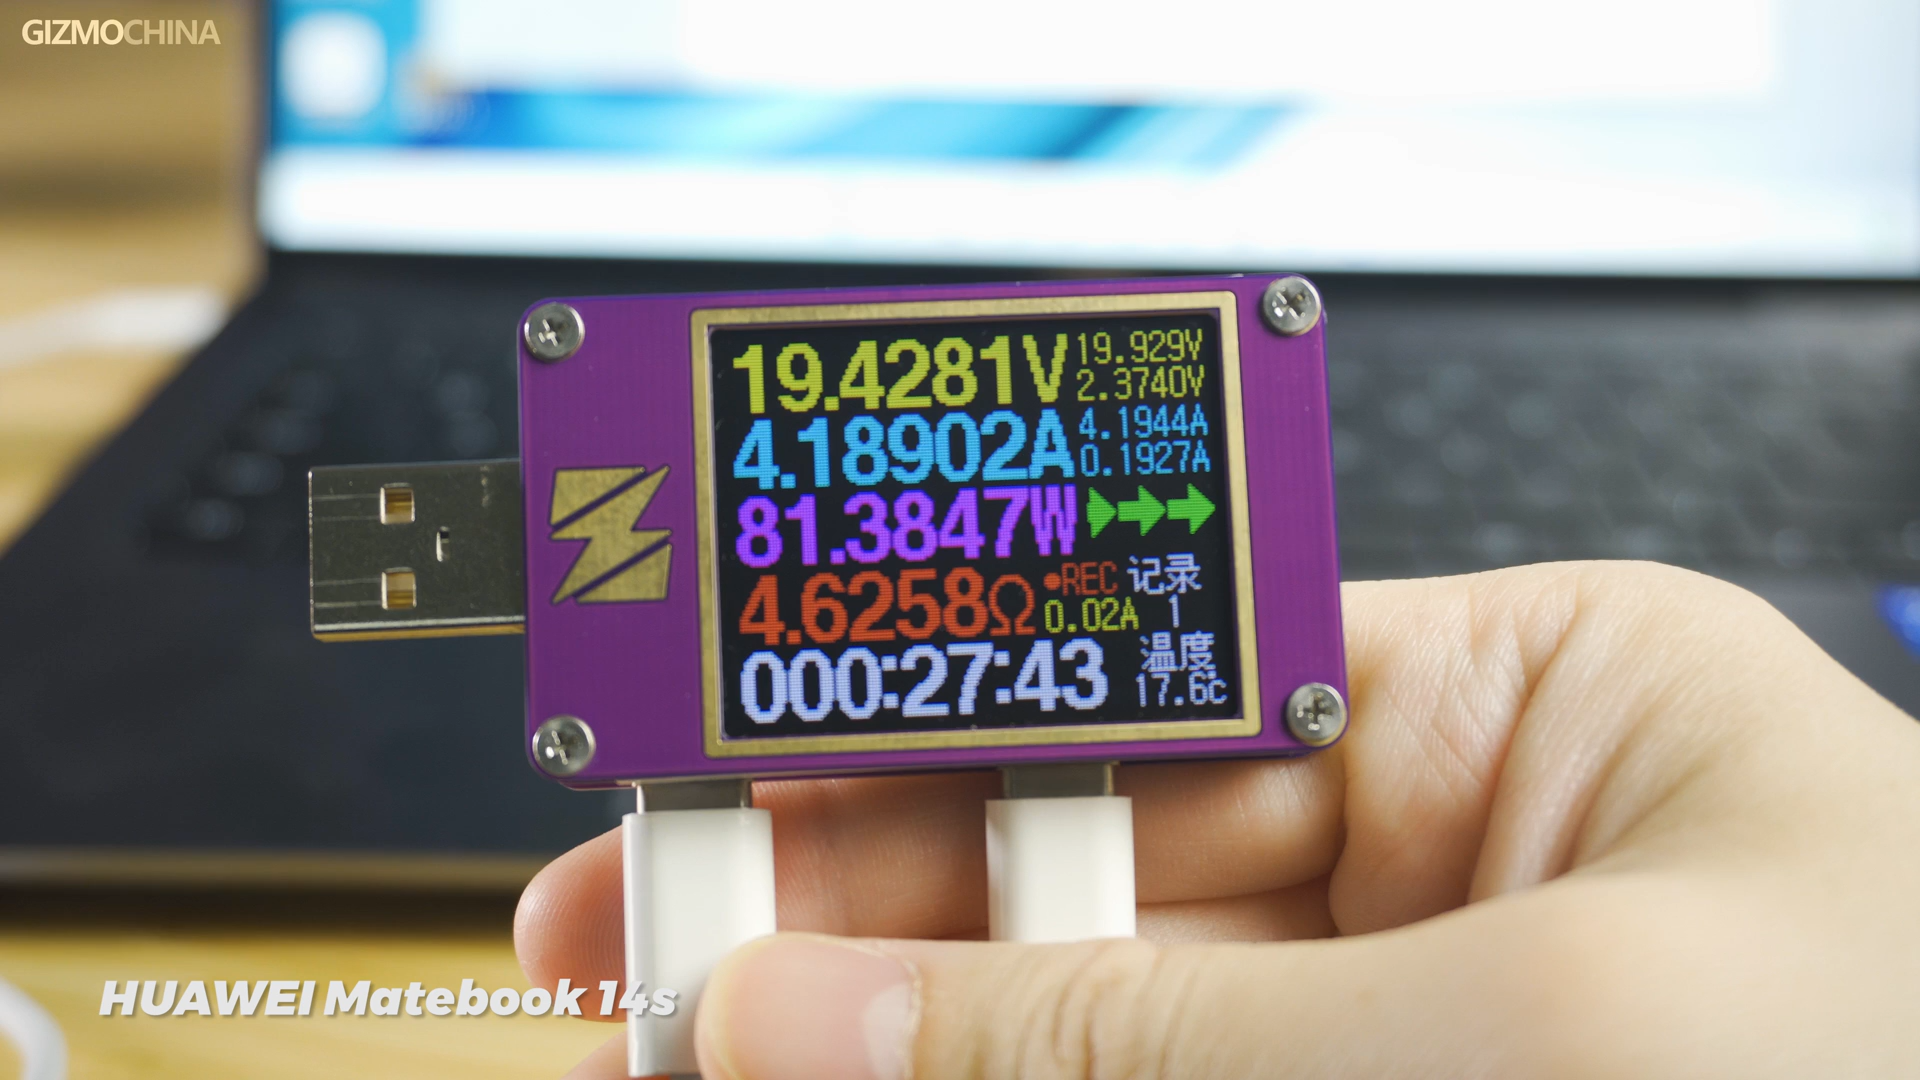 GIZMOCHINA
19.4281V
19.929V
2.3740V
4.18902A
4.1944A
0.1927A
81.3847W
4.6258Ω
●REC 记录
0.02A 1
000:27:43
温度
17.6c
HUAWEI Matebook 14s